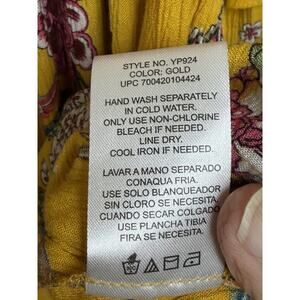 STYLE NO. YP924
COLOR: GOLD
UPC 700420104424
HAND WASH SEPARATELY
IN COLD WATER.
ONLY USE NON-CHLORINE
BLEACH IF NEEDED.
LINE DRY.
COOL IRON IF NEEDED.
LAVAR A MANO SEPARADO
CONAQUA FRIA.
USE SOLO BLANQUEADOR
SIN CLORO SE NECESITA.
CUANDO SECAR COLGADO
USE PLANCHA TIBIA
FIRA SE NECESITA.